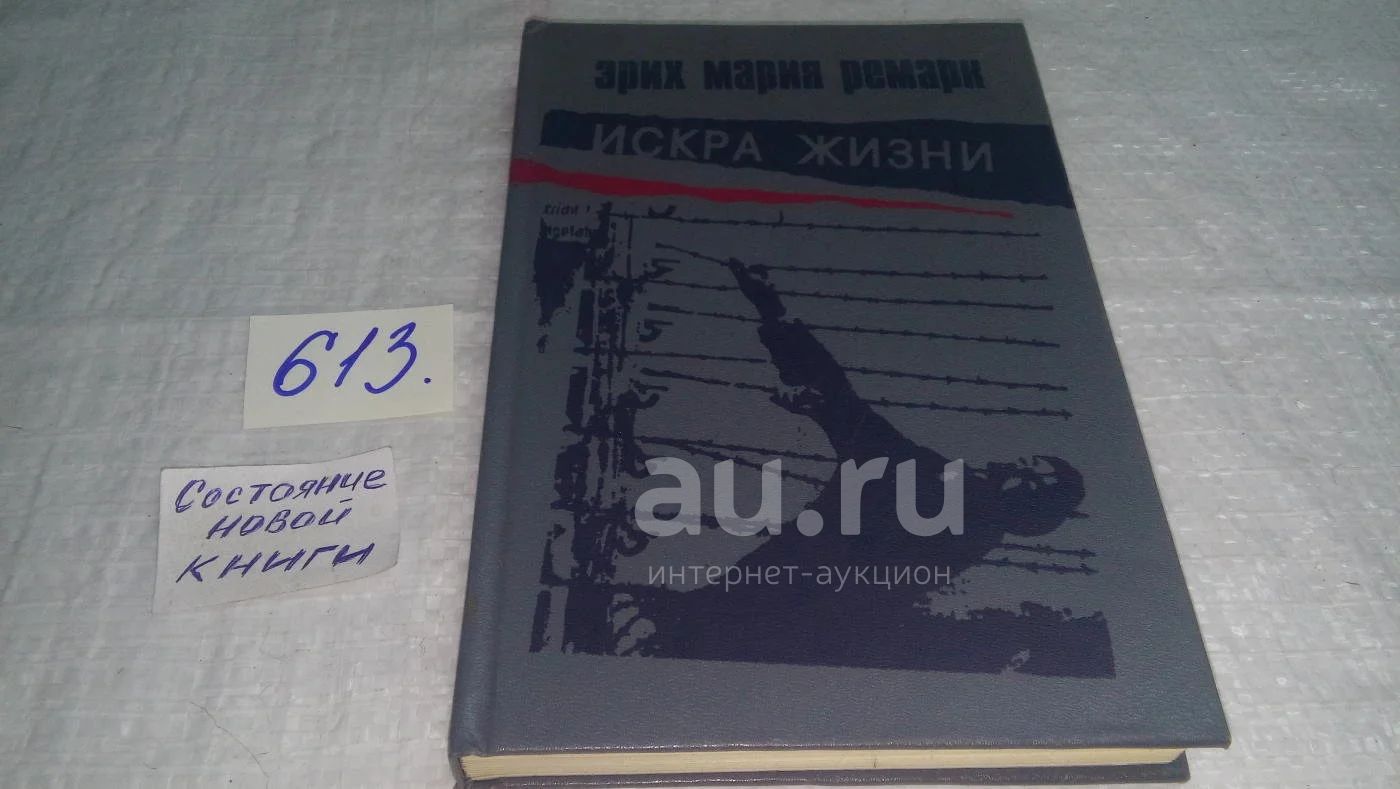 эрих мария ремарк
ИСКРА ЖИЗНИ
613.
Состояние
новой
книги
au.ru
интернет-аукцион